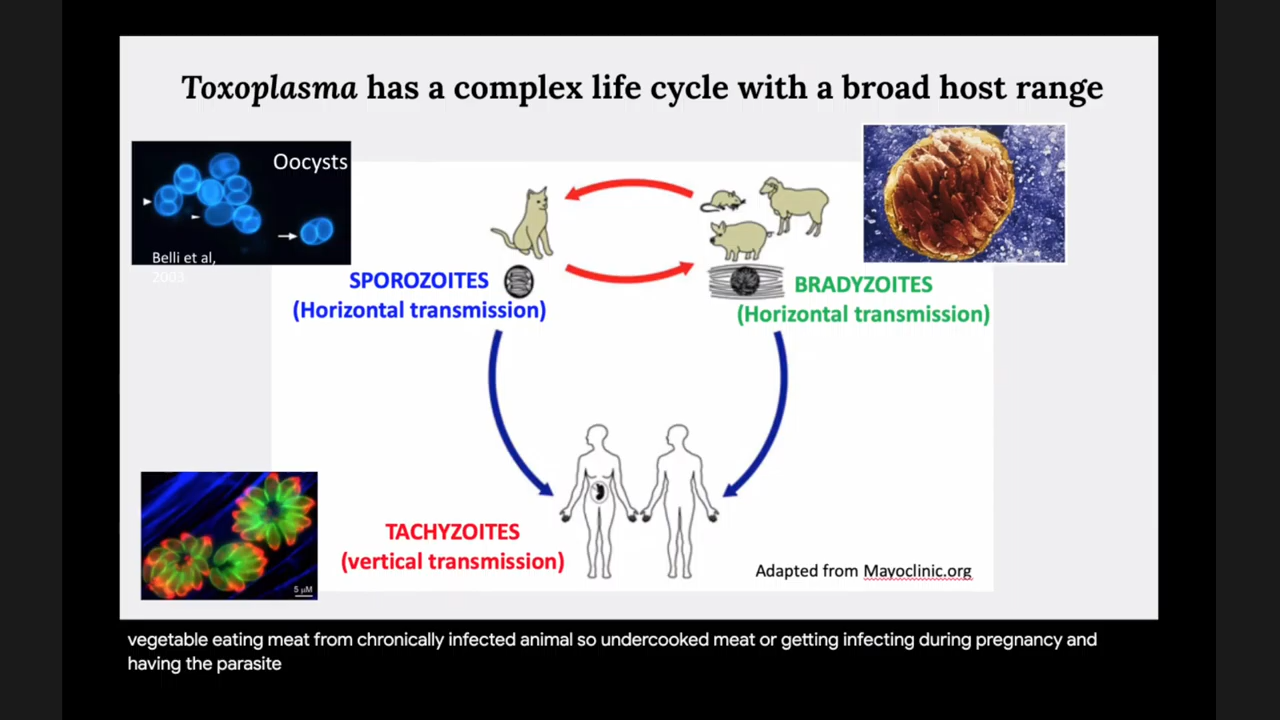 Toxoplasma has a complex life cycle with a broad host range
Oocysts
Belli et al,
2003
SPOROZOITES
(Horizontal transmission)
BRADYZOITES
(Horizontal transmission)
TACHYZOITES
(vertical transmission)
5 µM
Adapted from Mayoclinic.org
vegetable eating meat from chronically infected animal so undercooked meat or getting infecting during pregnancy and
having the parasite